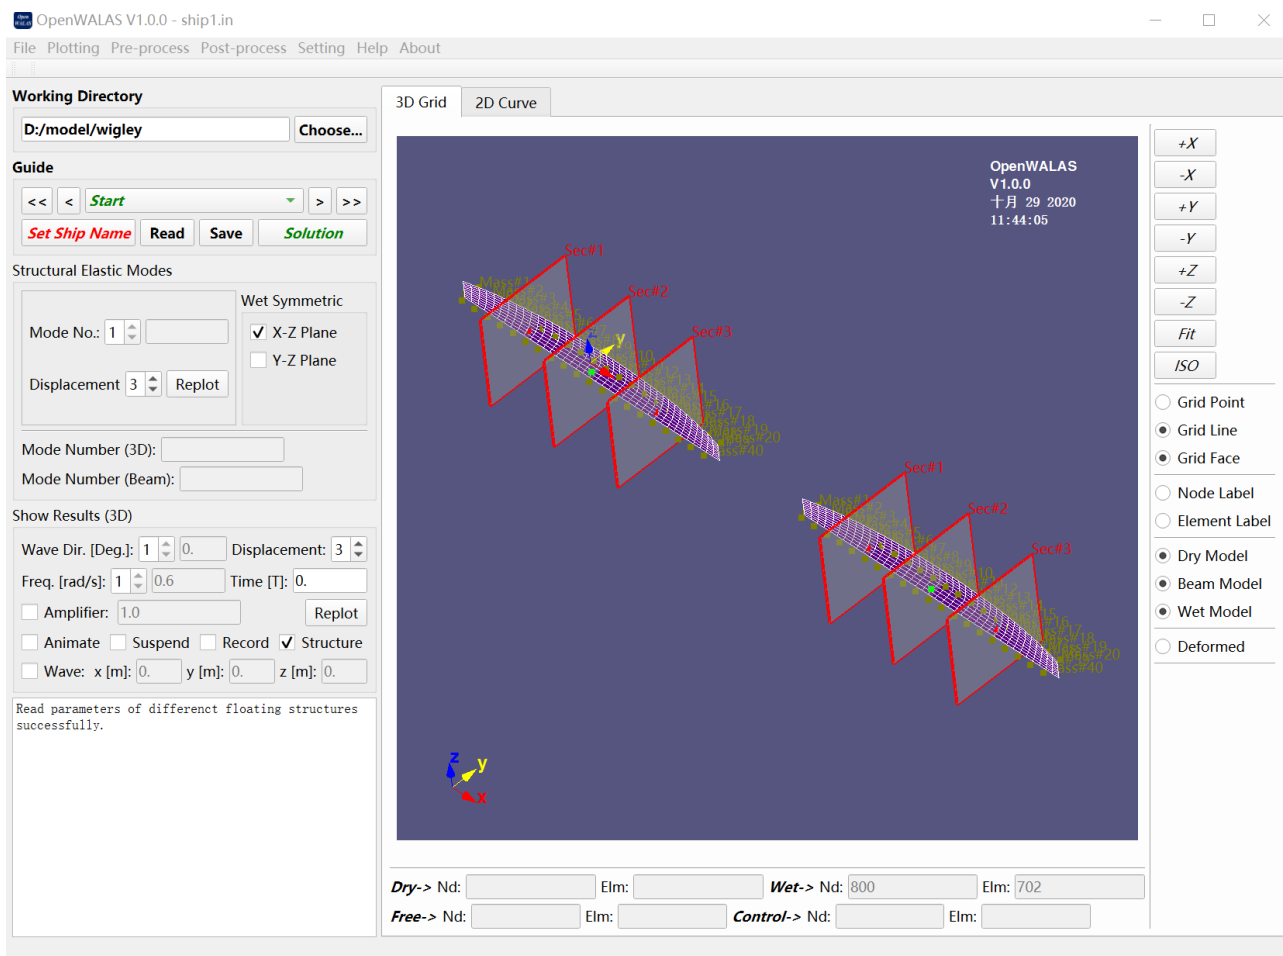 OpenWALAS V1.0.0 - ship1.in
File Plotting Pre-process Post-process Setting Help About
Working Directory
D:/model/wigley Choose...
Guide
<< < Start > >>
Set Ship Name Read Save Solution
Structural Elastic Modes
Wet Symmetric
Mode No.: 1
X-Z Plane
Y-Z Plane
Displacement 3 Replot
Mode Number (3D):
Mode Number (Beam):
Show Results (3D)
Wave Dir. [Deg.]: 1 0. Displacement: 3
Freq. [rad/s]: 1 0.6 Time [T]: 0.
Amplifier: 1.0 Replot
Animate Suspend Record Structure
Wave: x [m]: 0. y [m]: 0. z [m]: 0.
Read parameters of differenct floating structures
successfully.
3D Grid 2D Curve
OpenWALAS
V1.0.0
十月 29 2020
11:44:05
Sec#1
Sec#2
Sec#3
Mass#1
z
y
Sec#1
Sec#2
Sec#3
Mass#1
z
y
x
+X
-X
+Y
-Y
+Z
-Z
Fit
ISO
Grid Point
Grid Line
Grid Face
Node Label
Element Label
Dry Model
Beam Model
Wet Model
Deformed
Dry-> Nd: Elm: Wet-> Nd: 800 Elm: 702
Free-> Nd: Elm: Control-> Nd: Elm: